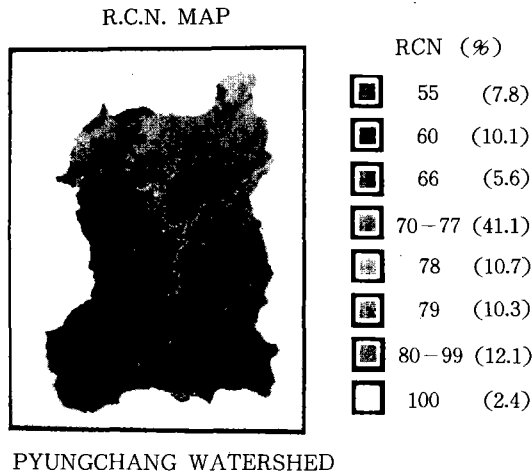 R.C.N. MAP
RCN (%)
55 (7.8)
60 (10.1)
66 (5.6)
70-77 (41.1)
78 (10.7)
79 (10.3)
80-99 (12.1)
100 (2.4)
PYUNGCHANG WATERSHED